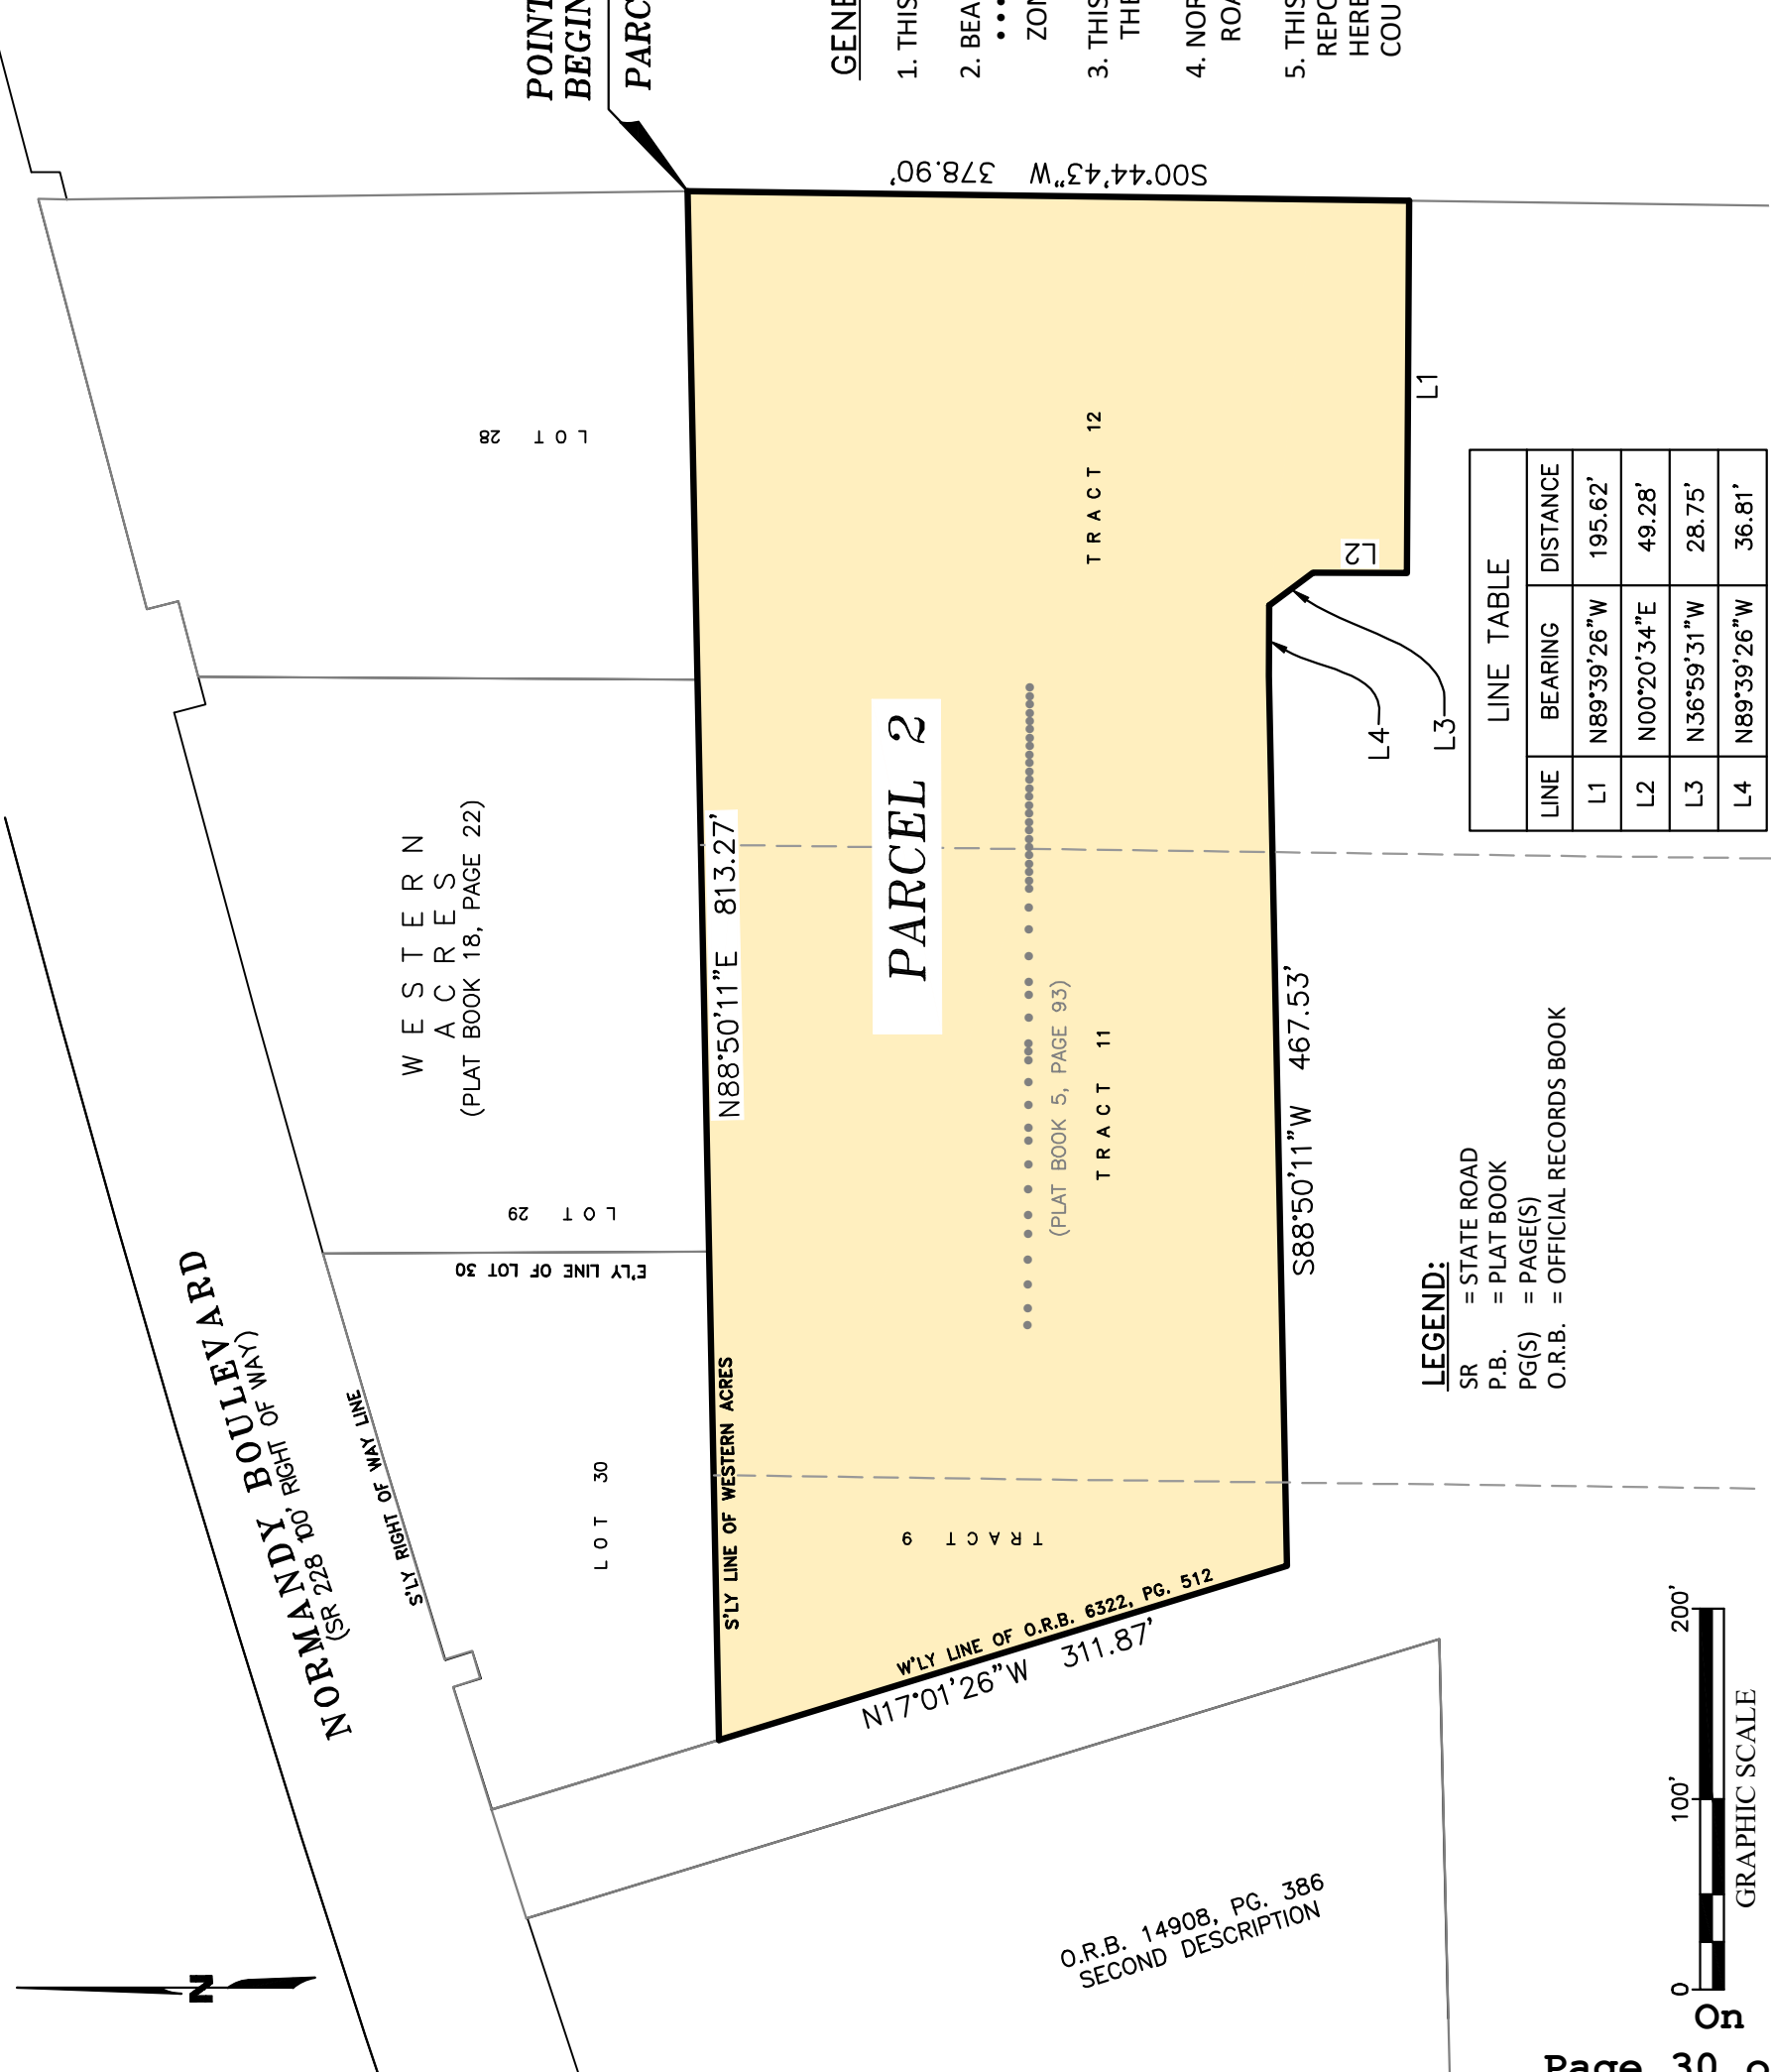 NORMANDY BOULEVARD
(SR 228 100' RIGHT OF WAY)
S'LY RIGHT OF WAY LINE
WESTERN
ACRES
(PLAT BOOK 18, PAGE 22)
LOT 30
E'LY LINE OF LOT 30
LOT 29
LOT 28
POINT
BEGIN
PARC
N88°50'11"E 813.27'
S'LY LINE OF WESTERN ACRES
S00°44'43"W 378.90'
PARCEL 2
(PLAT BOOK 5, PAGE 93)
TRACT 9
TRACT 11
TRACT 12
W'LY LINE OF O.R.B. 6322, PG. 512
N17°01'26"W 311.87'
S88°50'11"W 467.53'
L1
L2
L3
L4
O.R.B. 14908, PG. 386
SECOND DESCRIPTION
GENE
1. THIS
2. BEA
ZON
3. THIS
THE
4. NOR
ROA
5. THIS
REPO
HERE
COU
LINE TABLE
LINE BEARING DISTANCE
L1 N89°39'26"W 195.62'
L2 N00°20'34"E 49.28'
L3 N36°59'31"W 28.75'
L4 N89°39'26"W 36.81'
LEGEND:
SR = STATE ROAD
P.B. = PLAT BOOK
PG(S) = PAGE(S)
O.R.B. = OFFICIAL RECORDS BOOK
N
0 100' 200'
GRAPHIC SCALE
On
Page 30 o